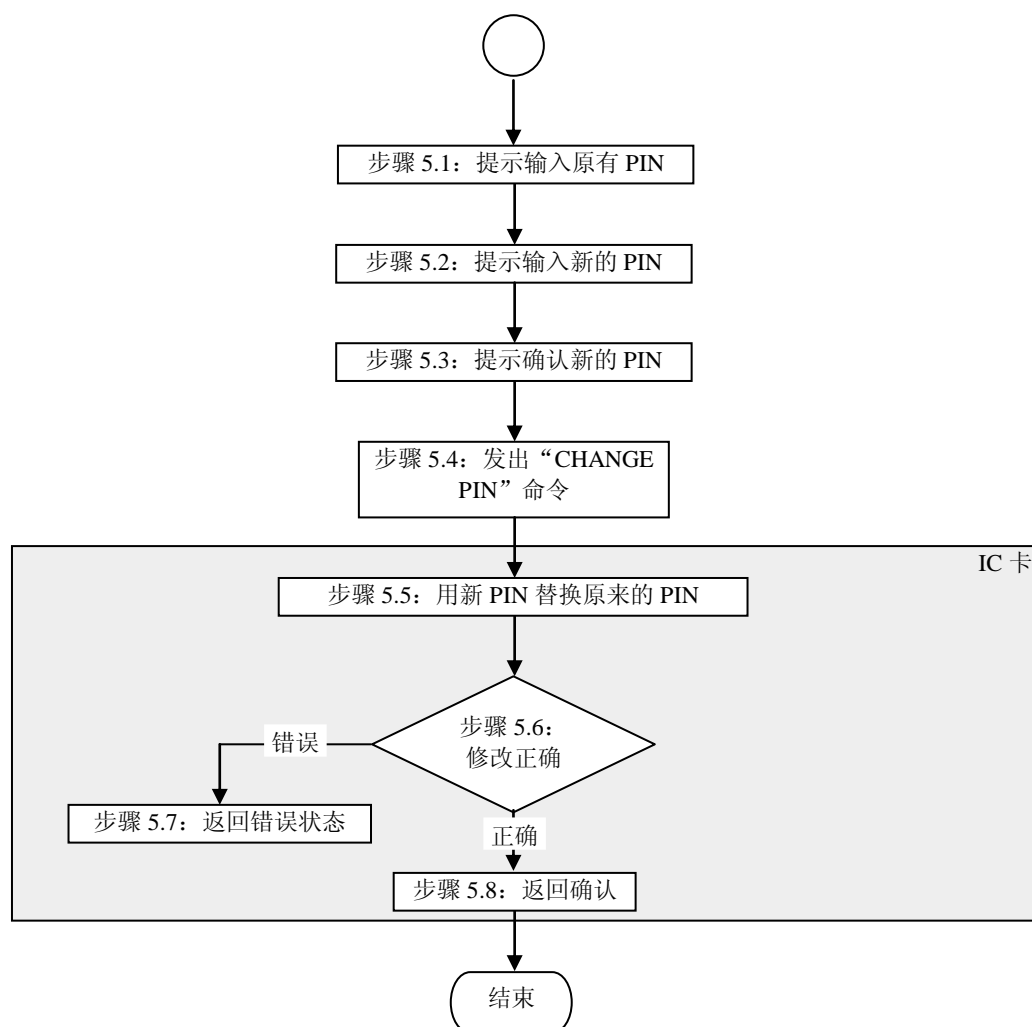 步骤 5.1：提示输入原有 PIN
步骤 5.2：提示输入新的 PIN
步骤 5.3：提示确认新的 PIN
步骤 5.4：发出“CHANGE
PIN”命令
IC 卡
步骤 5.5：用新 PIN 替换原来的 PIN
步骤 5.6：
修改正确
错误
步骤 5.7：返回错误状态
正确
步骤 5.8：返回确认
结束